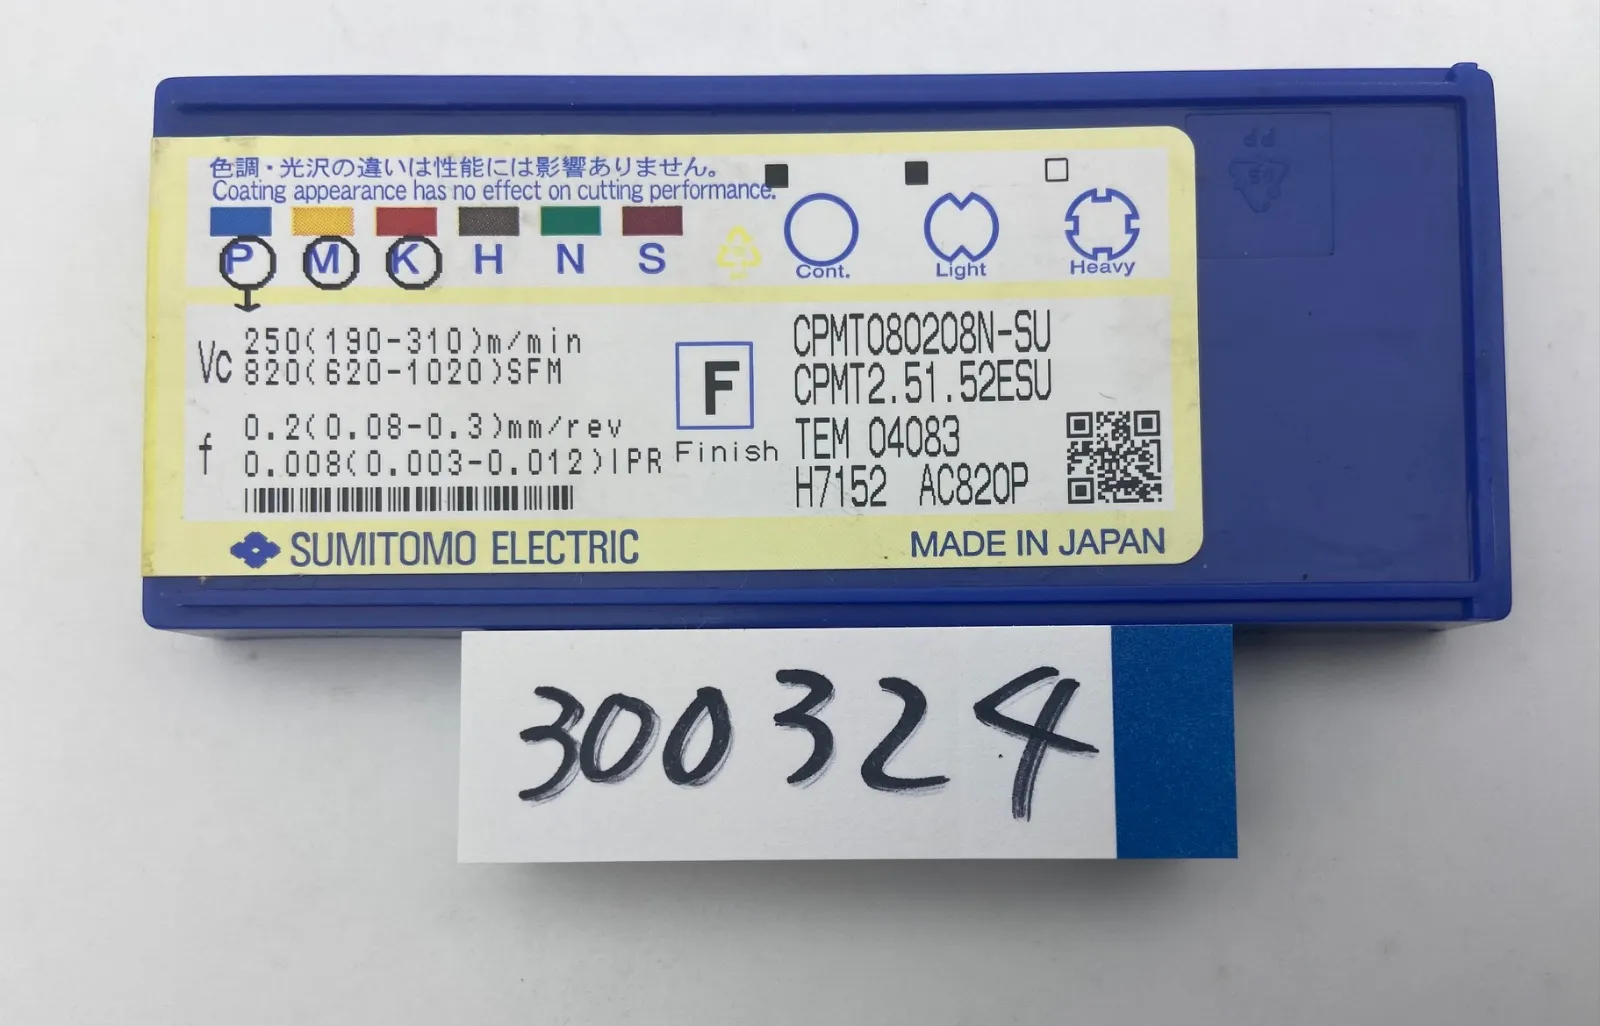 色調・光沢の違いは性能には影響ありません。
Coating appearance has no effect on cutting performance.
P M K H N S
Cont. Light Heavy
Vc 250(190-310)m/min
820(620-1020)SFM
f 0.2(0.08-0.3)mm/rev
0.008(0.003-0.012)IPR
F
Finish
CPMT080208N-SU
CPMT2.51.52ESU
TEM 04083
H7152 AC820P
SUMITOMO ELECTRIC
MADE IN JAPAN
PP
300324